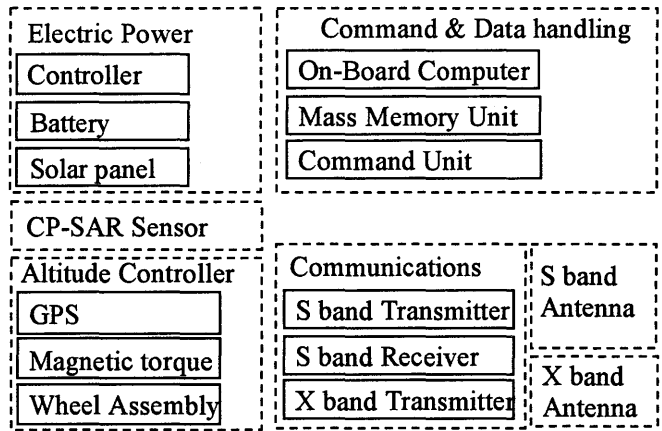 Electric Power
Controller
Battery
Solar panel
Command & Data handling
On-Board Computer
Mass Memory Unit
Command Unit
CP-SAR Sensor
Altitude Controller
GPS
Magnetic torque
Wheel Assembly
Communications
S band Transmitter
S band Receiver
X band Transmitter
S band
Antenna
X band
Antenna